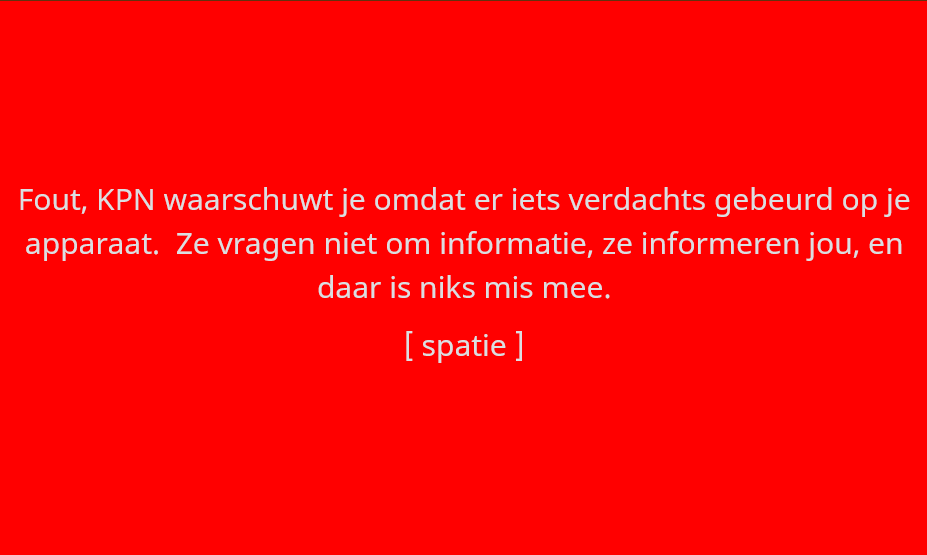 Fout, KPN waarschuwt je omdat er iets verdachts gebeurd op je
apparaat.  Ze vragen niet om informatie, ze informeren jou, en
daar is niks mis mee.
[ spatie ]